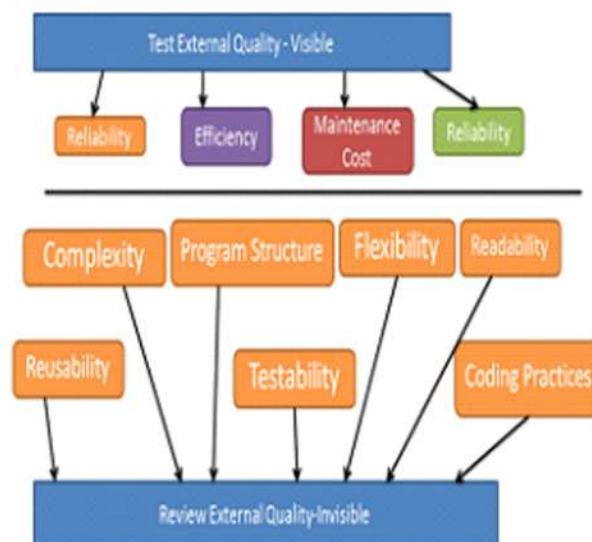 Test External Quality - Visible
Reliability
Efficiency
Maintenance
Cost
Reliability
Complexity
Program Structure
Flexibility
Readability
Reusability
Testability
Coding Practices
Review External Quality-Invisible